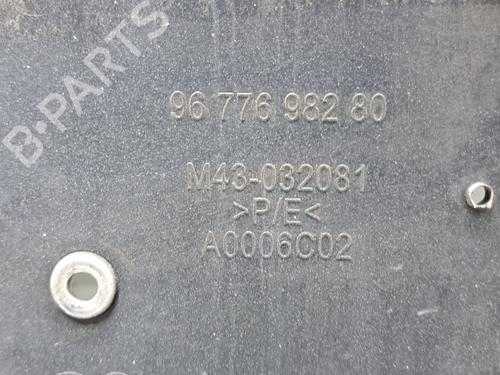 B-PARTS
96 776 982 80
M43-032081
>P/E<
A0006C02